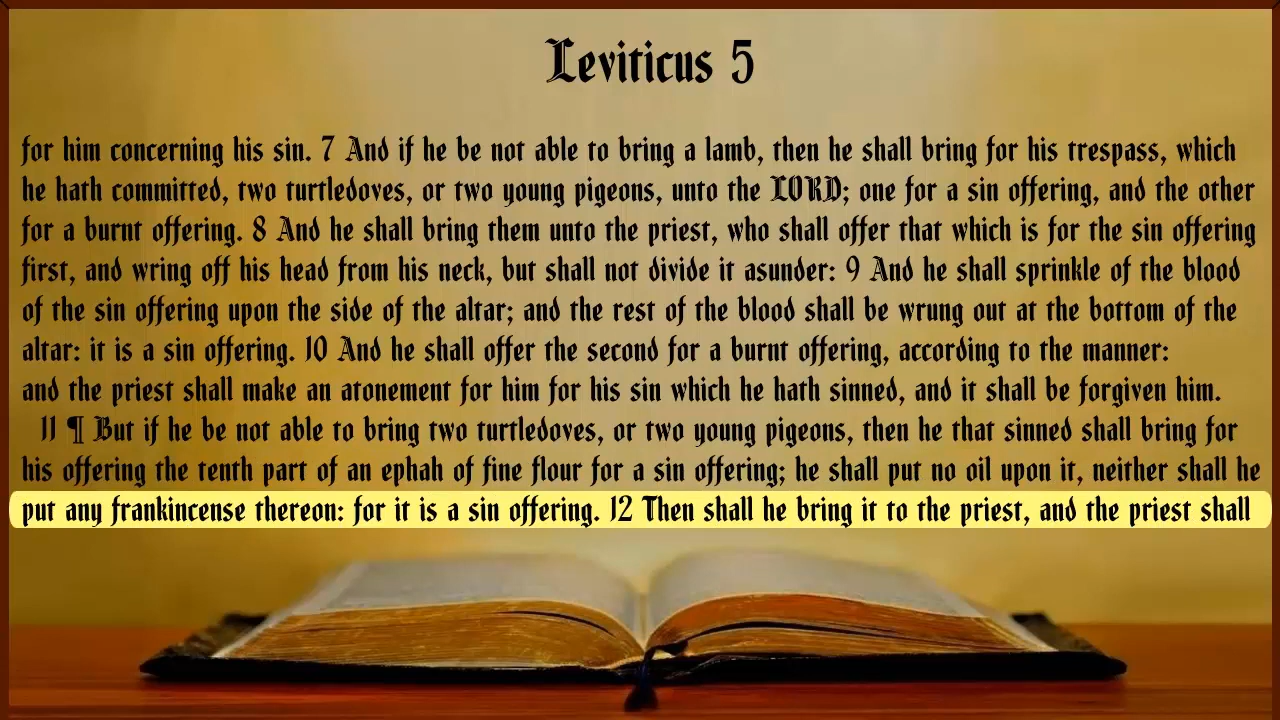 Leviticus 5
for him concerning his sin. 7 And if he be not able to bring a lamb, then he shall bring for his trespass, which
he hath committed, two turtledoves, or two young pigeons, unto the LORD; one for a sin offering, and the other
for a burnt offering. 8 And he shall bring them unto the priest, who shall offer that which is for the sin offering
first, and wring off his head from his neck, but shall not divide it asunder: 9 And he shall sprinkle of the blood
of the sin offering upon the side of the altar; and the rest of the blood shall be wrung out at the bottom of the
altar: it is a sin offering. 10 And he shall offer the second for a burnt offering, according to the manner:
and the priest shall make an atonement for him for his sin which he hath sinned, and it shall be forgiven him.
11 ¶ But if he be not able to bring two turtledoves, or two young pigeons, then he that sinned shall bring for
his offering the tenth part of an ephah of fine flour for a sin offering; he shall put no oil upon it, neither shall he
put any frankincense thereon: for it is a sin offering. 12 Then shall he bring it to the priest, and the priest shall